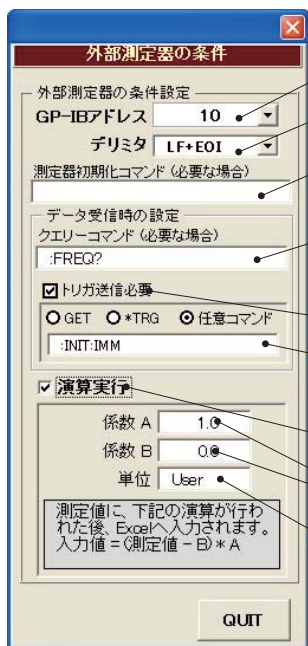 外部測定器の条件
外部測定器の条件設定
GP-IBアドレス 10
デリミタ LF+EOI
測定器初期化コマンド (必要な場合)
データ受信時の設定
クエリーコマンド (必要な場合)
:FREQ?
トリガ送信必要
GET *TRG 任意コマンド
:INIT:IMM
演算実行
係数 A 1.0
係数 B 0.0
単位 User
測定値に、下記の演算が行わ
れた後、Excelへ入力されます。
入力値 = (測定値 - B) * A
QUIT